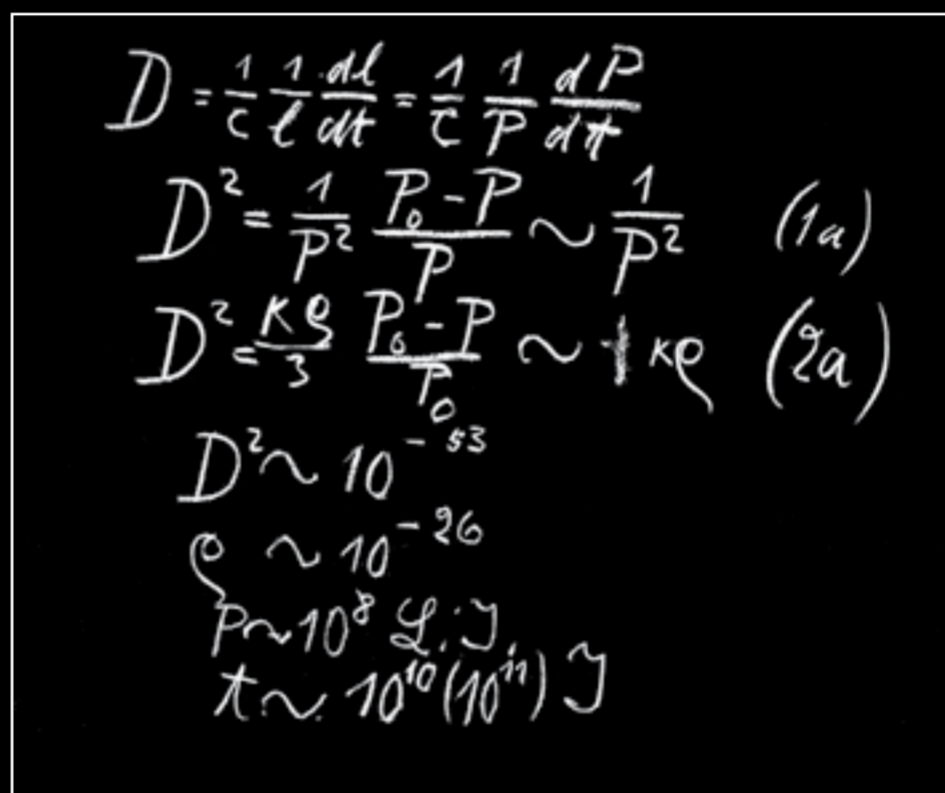 D = 1/c 1/l dl/dt = 1/c 1/P dP/dt
D² = 1/P² (P₀-P)/P ~ 1/P² (1a)
D² = κρ/3 (P₀-P)/P₀ ~ κρ (2a)
D² ~ 10⁻⁵³
ρ ~ 10⁻²⁶
P ~ 10⁸ L.J.
t ~ 10¹⁰(10¹¹) J